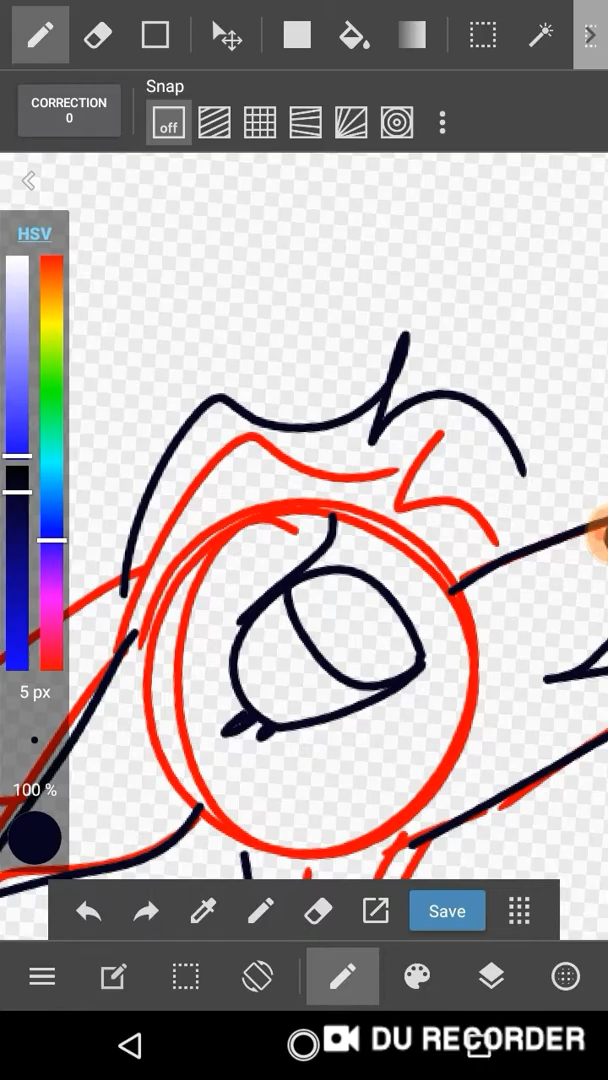 CORRECTION
0
Snap
off
HSV
5 px
100 %
Save
DU RECORDER